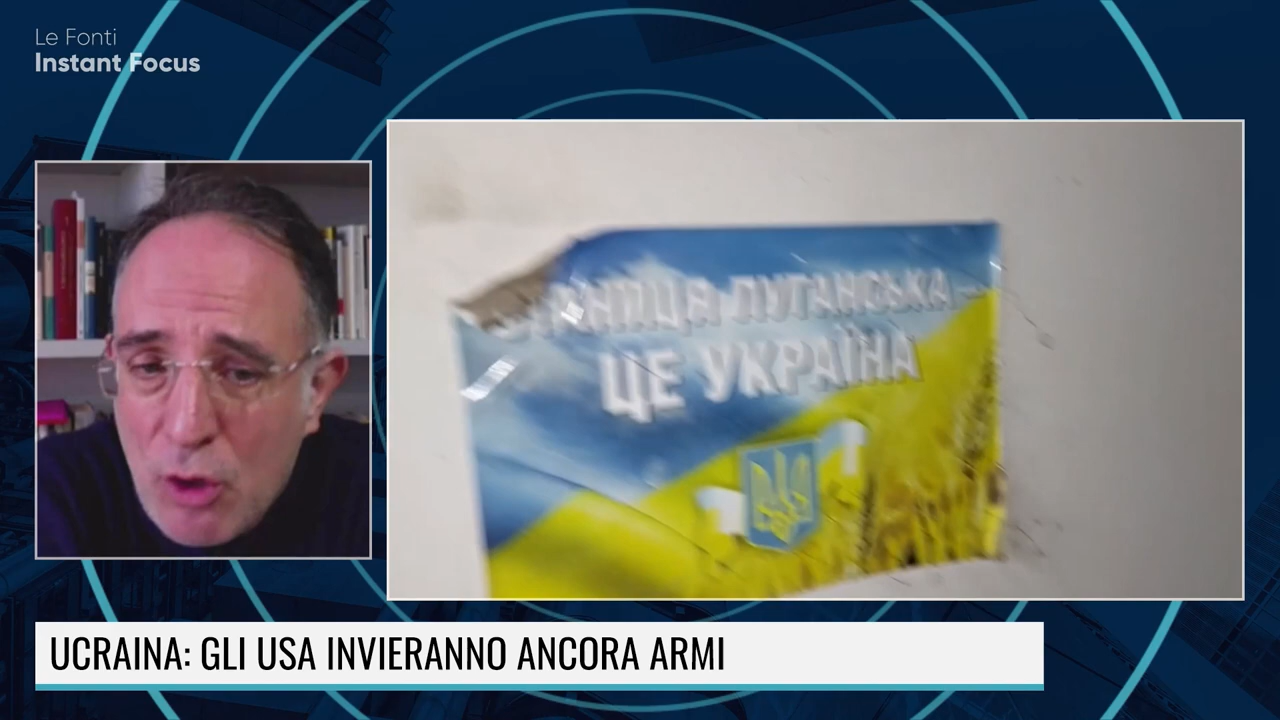 Le Fonti
Instant Focus
ЛУГАНСЬКА
ЦЕ УКРАЇНА
UCRAINA: GLI USA INVIERANNO ANCORA ARMI